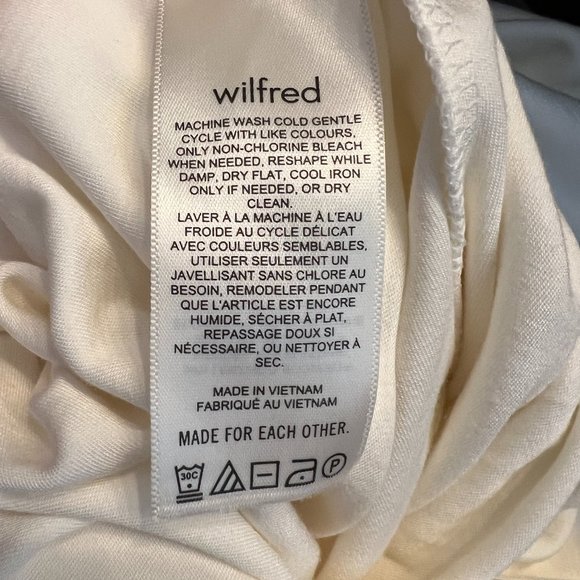 wilfred
MACHINE WASH COLD GENTLE
CYCLE WITH LIKE COLOURS,
ONLY NON-CHLORINE BLEACH
WHEN NEEDED, RESHAPE WHILE
DAMP, DRY FLAT, COOL IRON
ONLY IF NEEDED, OR DRY
CLEAN.
LAVER À LA MACHINE À L'EAU
FROIDE AU CYCLE DÉLICAT
AVEC COULEURS SEMBLABLES,
UTILISER SEULEMENT UN
JAVELLISANT SANS CHLORE AU
BESOIN, REMODELER PENDANT
QUE L'ARTICLE EST ENCORE
HUMIDE, SÉCHER À PLAT,
REPASSAGE DOUX SI
NÉCESSAIRE, OU NETTOYER À
SEC.
MADE IN VIETNAM
FABRIQUÉ AU VIETNAM
MADE FOR EACH OTHER.
30C P